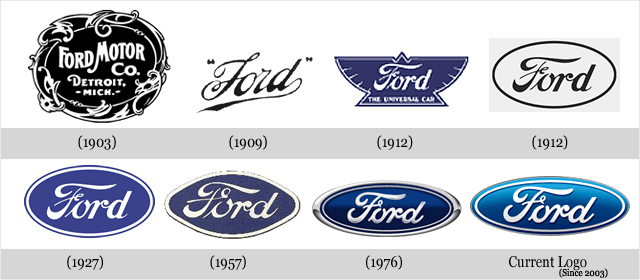 FORD MOTOR
CO.
DETROIT.
-MICH.-
"Ford"
Ford
THE UNIVERSAL CAR
Ford
(1903)
(1909)
(1912)
(1912)
Ford
Ford
Ford
Ford
(1927)
(1957)
(1976)
Current Logo
(Since 2003)